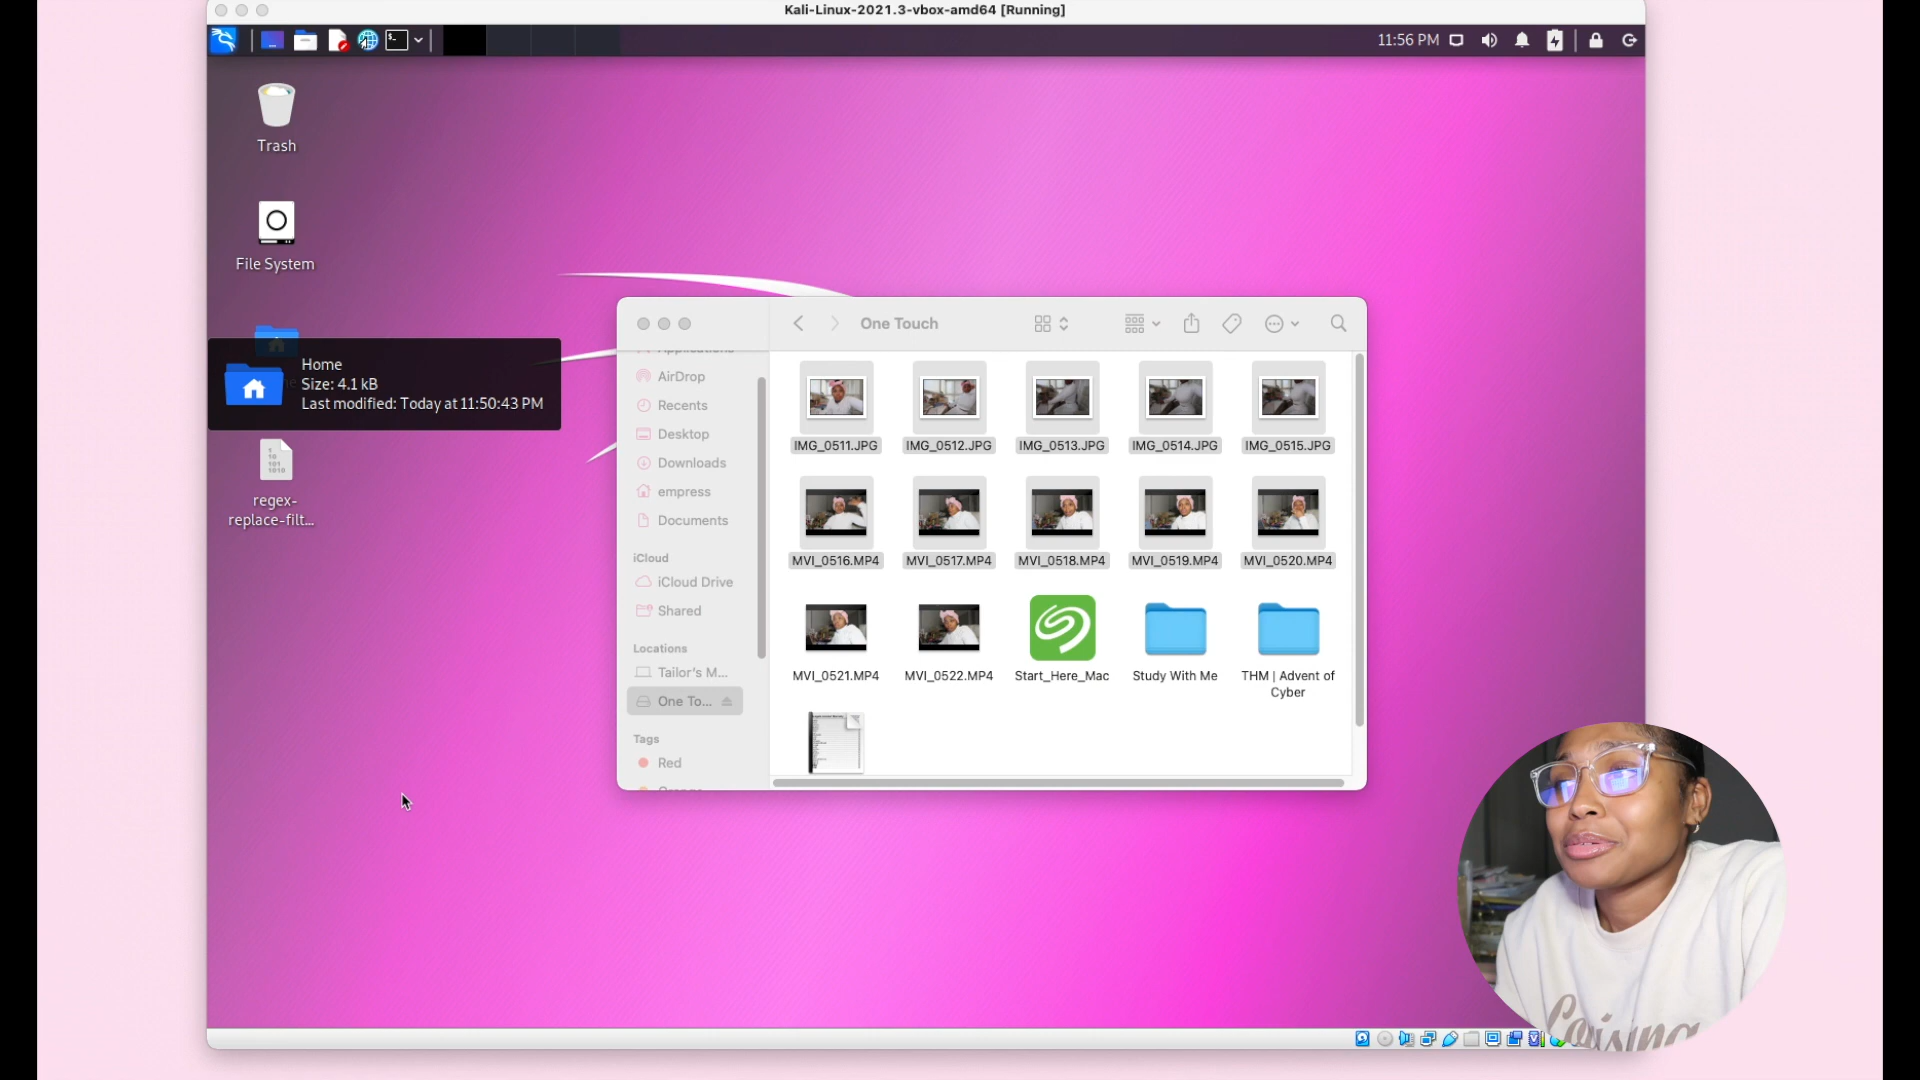 Kali-Linux-2021.3-vbox-amd64 [Running]
11:56 PM
Trash
File System
Home
Size: 4.1 kB
Last modified: Today at 11:50:43 PM
regex-
replace-filt...
One Touch
Applications
AirDrop
Recents
Desktop
Downloads
empress
Documents
iCloud
iCloud Drive
Shared
Locations
Tailor's M...
One To...
Tags
Red
Orange
IMG_0511.JPG
IMG_0512.JPG
IMG_0513.JPG
IMG_0514.JPG
IMG_0515.JPG
MVI_0516.MP4
MVI_0517.MP4
MVI_0518.MP4
MVI_0519.MP4
MVI_0520.MP4
MVI_0521.MP4
MVI_0522.MP4
Start_Here_Mac
Study With Me
THM | Advent of
Cyber